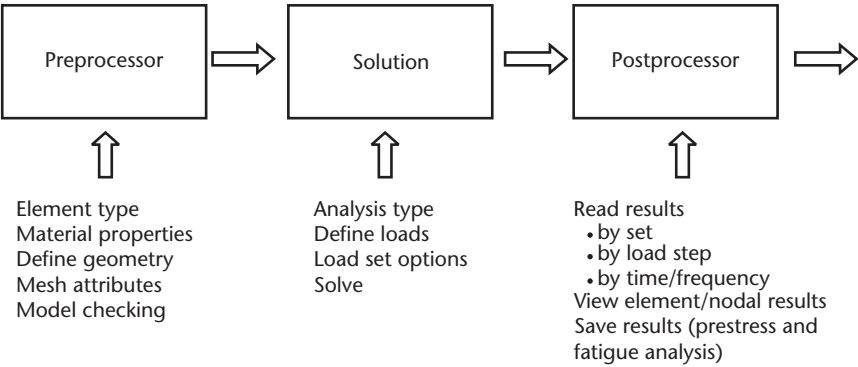 Preprocessor
Solution
Postprocessor
Element type
Material properties
Define geometry
Mesh attributes
Model checking
Analysis type
Define loads
Load set options
Solve
Read results
• by set
• by load step
• by time/frequency
View element/nodal results
Save results (prestress and
fatigue analysis)